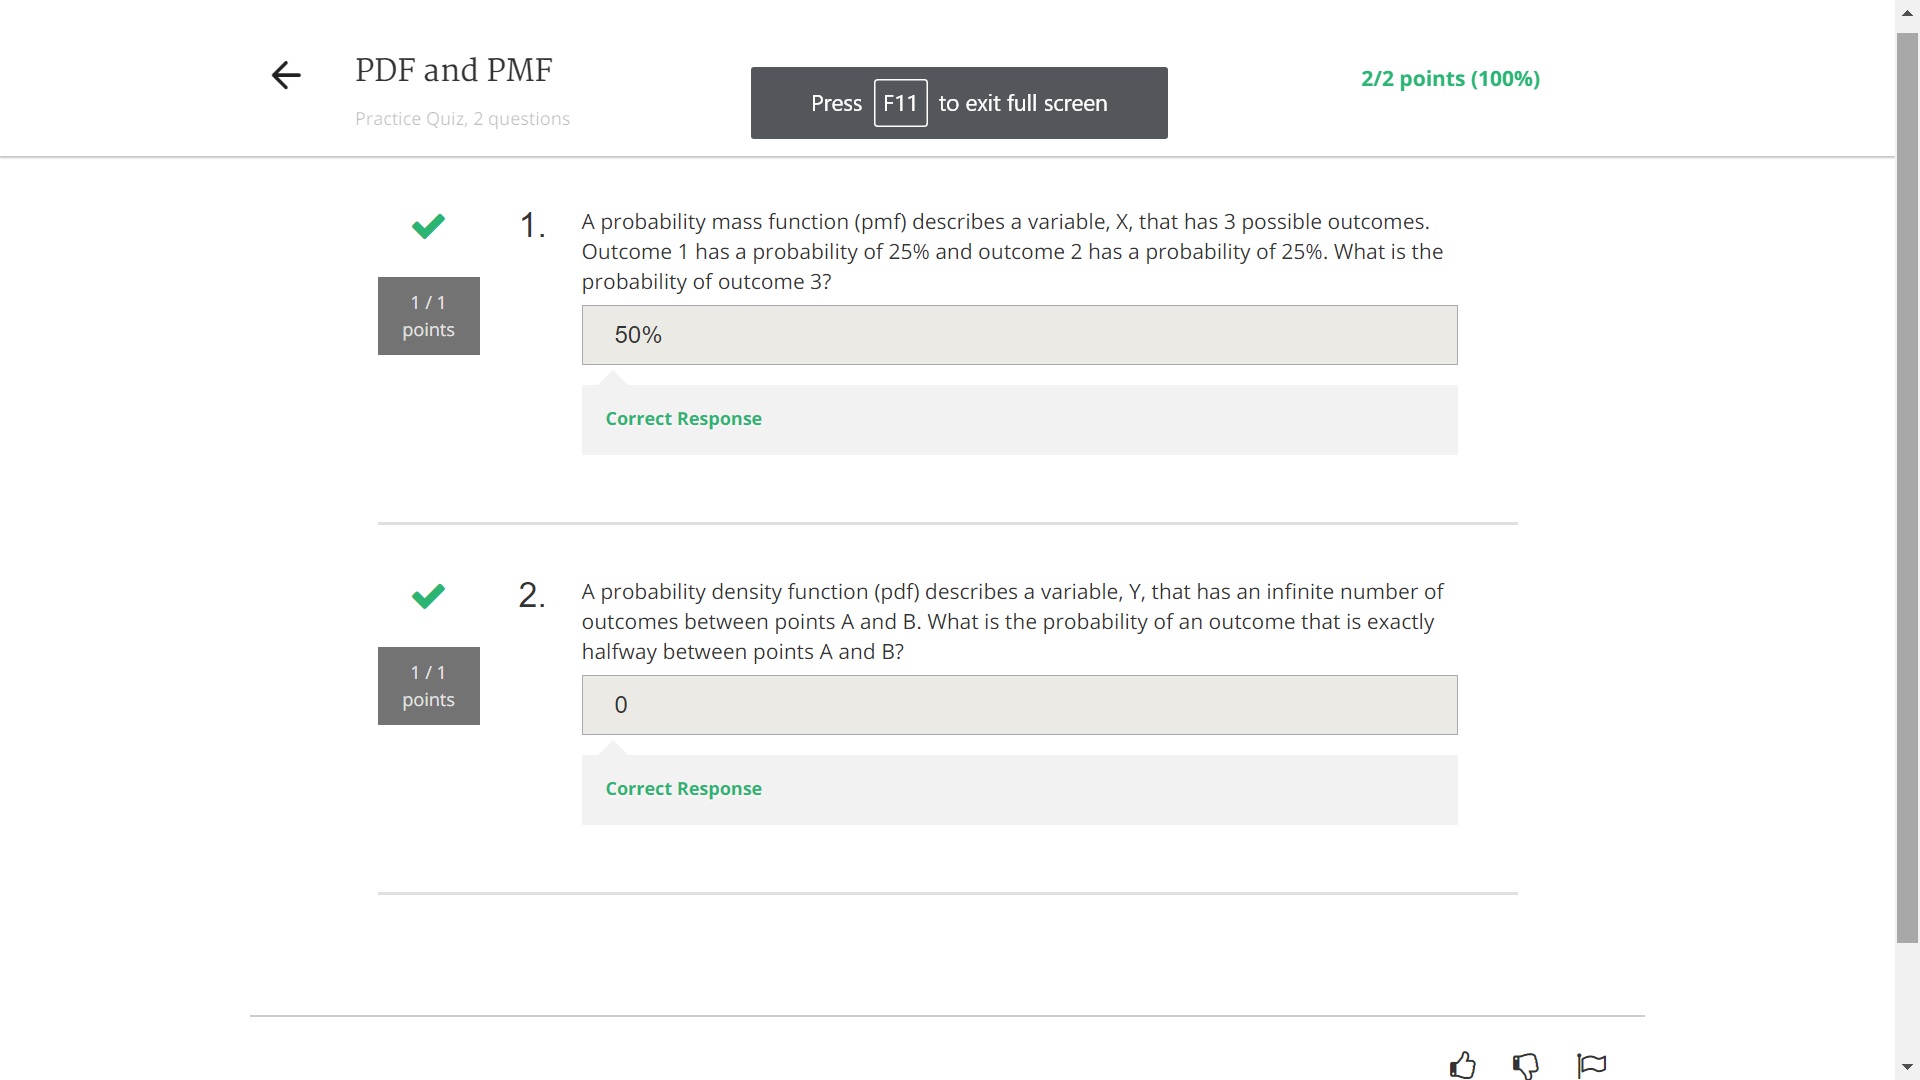 PDF and PMF
Practice Quiz, 2 questions
Press F11 to exit full screen
2/2 points (100%)
1. A probability mass function (pmf) describes a variable, X, that has 3 possible outcomes.
Outcome 1 has a probability of 25% and outcome 2 has a probability of 25%. What is the
probability of outcome 3?
1 / 1
points
50%
Correct Response
2. A probability density function (pdf) describes a variable, Y, that has an infinite number of
outcomes between points A and B. What is the probability of an outcome that is exactly
halfway between points A and B?
1 / 1
points
0
Correct Response